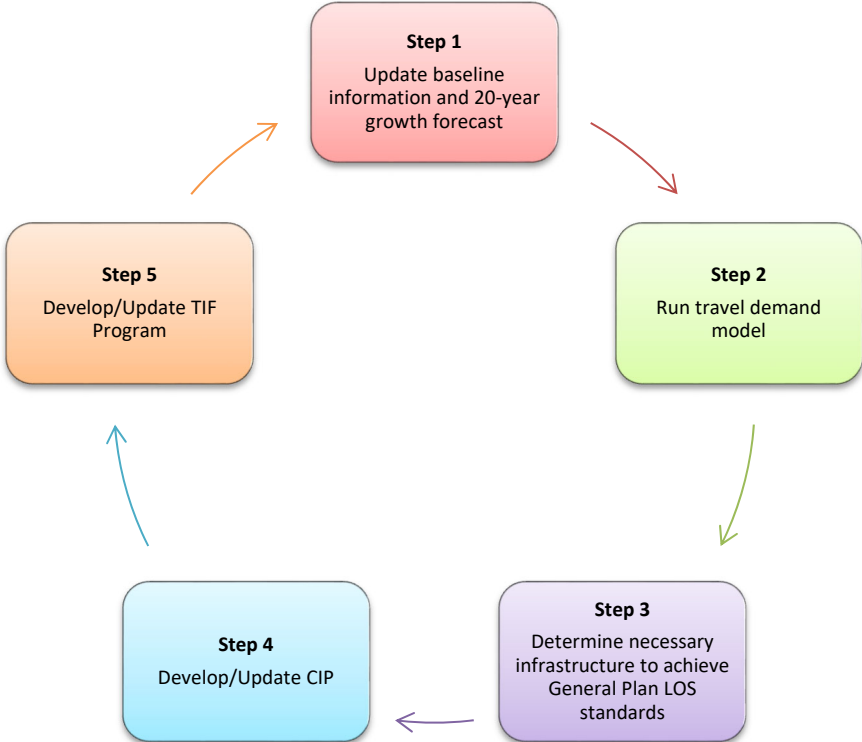 Step 1
Update baseline
information and 20-year
growth forecast
Step 2
Run travel demand
model
Step 3
Determine necessary
infrastructure to achieve
General Plan LOS
standards
Step 4
Develop/Update CIP
Step 5
Develop/Update TIF
Program